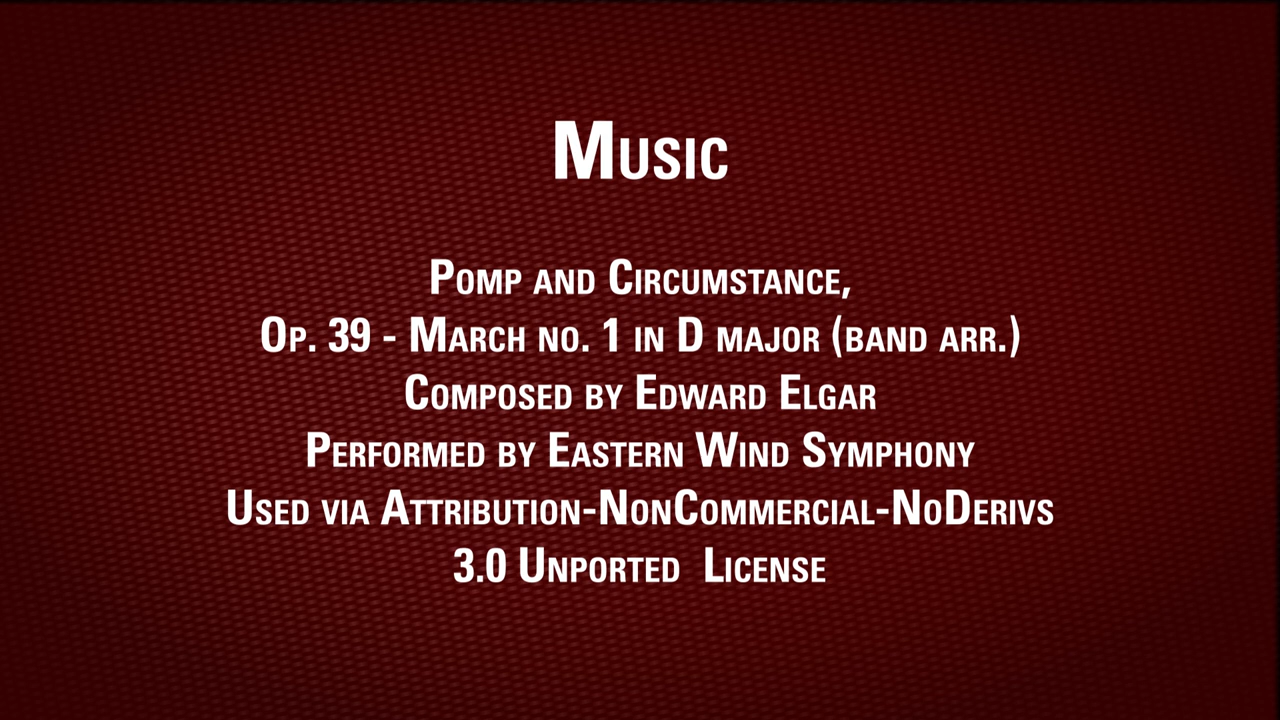 Music
Pomp and Circumstance,
Op. 39 - March no. 1 in D major (band arr.)
Composed by Edward Elgar
Performed by Eastern Wind Symphony
Used via Attribution-NonCommercial-NoDerivs
3.0 Unported License